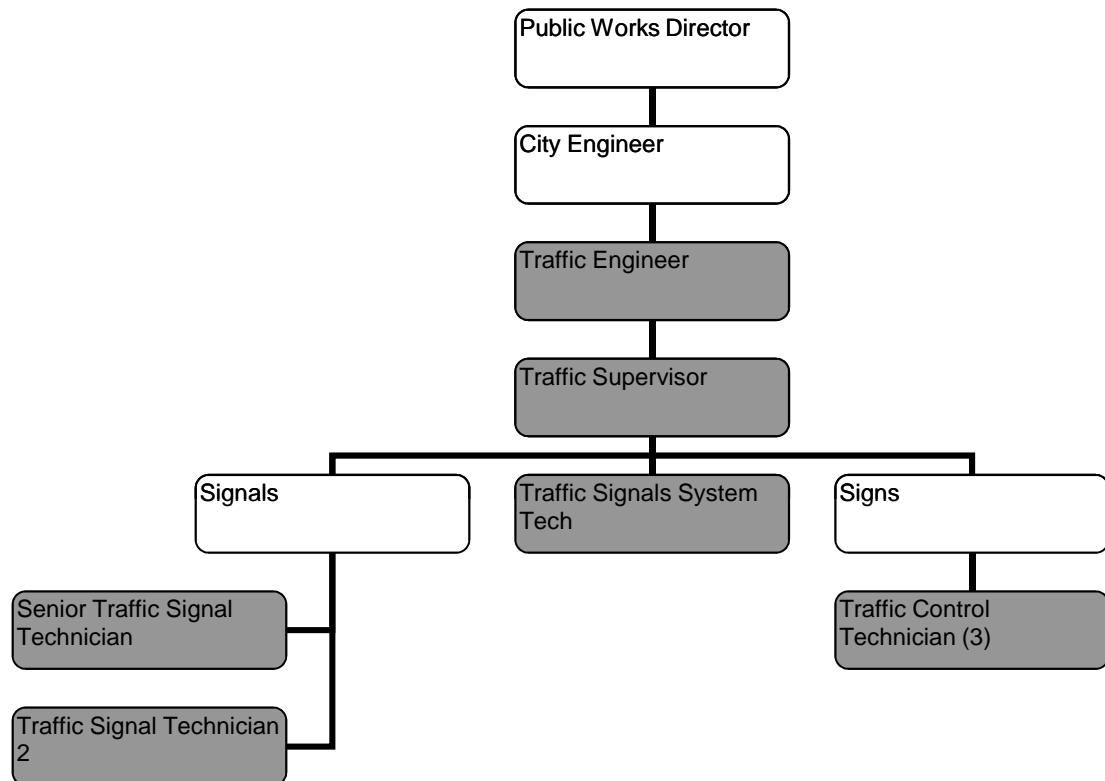 Public Works Director
City Engineer
Traffic Engineer
Traffic Supervisor
Signals
Traffic Signals System
Tech
Signs
Senior Traffic Signal
Technician
Traffic Control
Technician (3)
Traffic Signal Technician
2